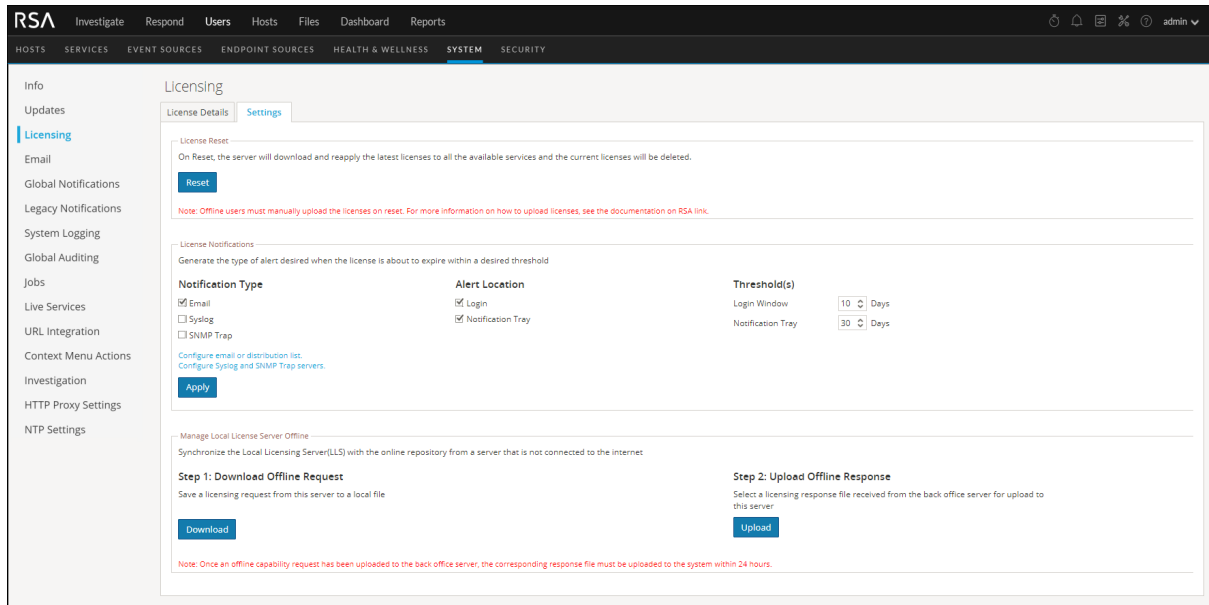 RSA Investigate Respond Users Hosts Files Dashboard Reports admin
HOSTS SERVICES EVENT SOURCES ENDPOINT SOURCES HEALTH & WELLNESS SYSTEM SECURITY
Info
Updates
Licensing
Email
Global Notifications
Legacy Notifications
System Logging
Global Auditing
Jobs
Live Services
URL Integration
Context Menu Actions
Investigation
HTTP Proxy Settings
NTP Settings
Licensing
License Details Settings
License Reset
On Reset, the server will download and reapply the latest licenses to all the available services and the current licenses will be deleted.
Reset
Note: Offline users must manually upload the licenses on reset. For more information on how to upload licenses, see the documentation on RSA link.
License Notifications
Generate the type of alert desired when the license is about to expire within a desired threshold
Notification Type
Email
Syslog
SNMP Trap
Configure email or distribution list.
Configure Syslog and SNMP Trap servers.
Apply
Alert Location
Login
Notification Tray
Threshold(s)
Login Window 10 Days
Notification Tray 30 Days
Manage Local License Server Offline
Synchronize the Local Licensing Server(LLS) with the online repository from a server that is not connected to the internet
Step 1: Download Offline Request
Save a licensing request from this server to a local file
Download
Step 2: Upload Offline Response
Select a licensing response file received from the back office server for upload to
this server
Upload
Note: Once an offline capability request has been uploaded to the back office server, the corresponding response file must be uploaded to the system within 24 hours.